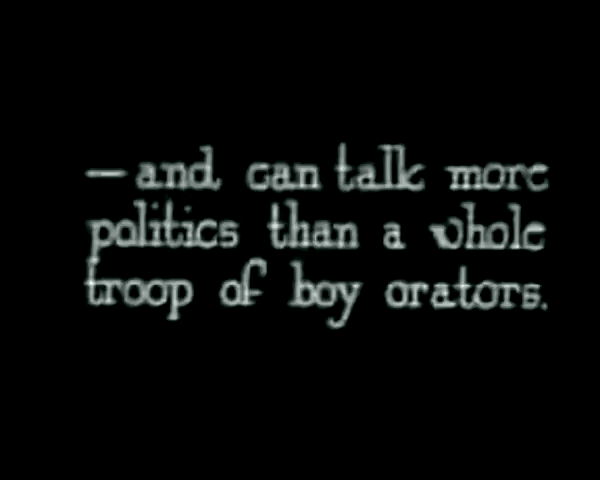 —and can talk more
politics than a whole
troop of boy orators.